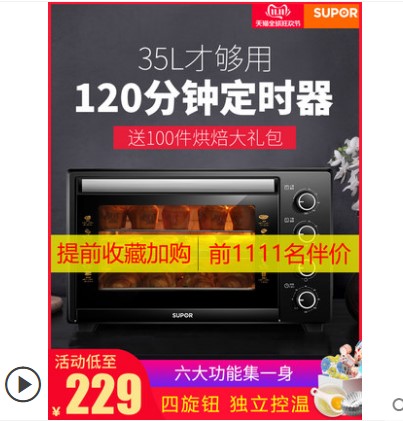 11.11
天猫全球狂欢节
SUPOR
35L才够用
120分钟定时器
送100件烘焙大礼包
提前收藏加购 前1111名伴价
SUPOR
活动低至
¥229
六大功能集一身
四旋钮 独立控温